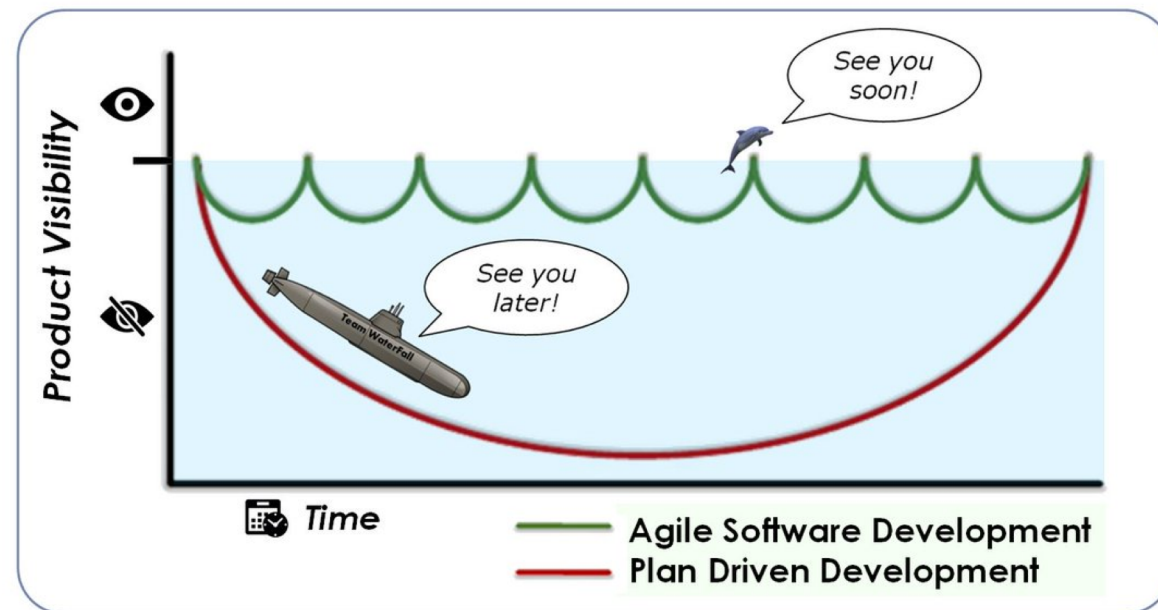 See you
soon!
Product Visibility
See you
later!
Team WaterFall
Time
Agile Software Development
Plan Driven Development